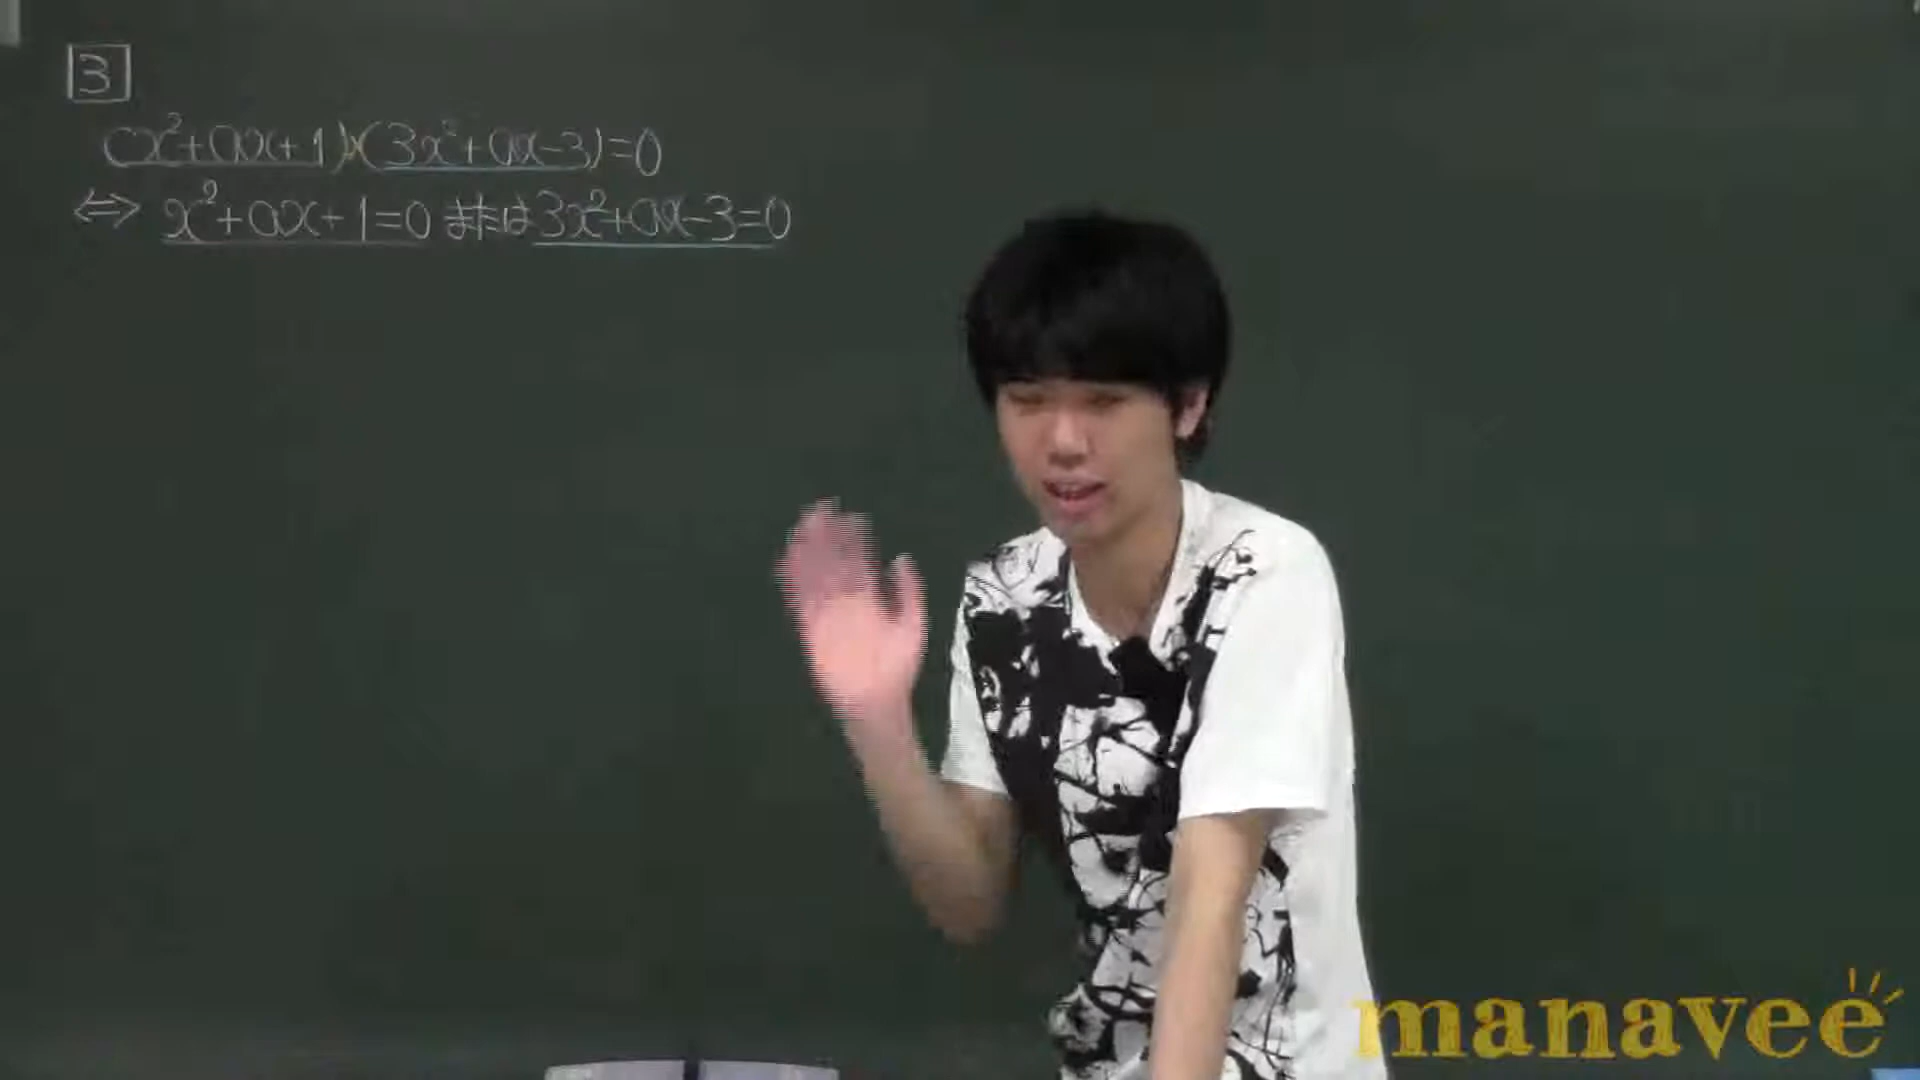 3
(x²+ax+1)(3x²+ax-3)=0
⇔ x²+ax+1=0 または 3x²+ax-3=0
manavee